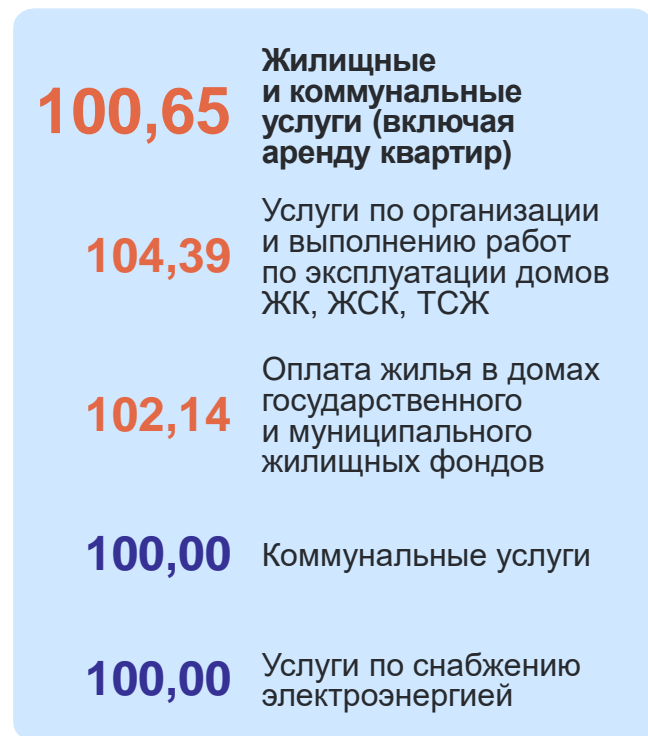 100,65
Жилищные
и коммунальные
услуги (включая
аренду квартир)
104,39
Услуги по организации
и выполнению работ
по эксплуатации домов
ЖК, ЖСК, ТСЖ
102,14
Оплата жилья в домах
государственного
и муниципального
жилищных фондов
100,00
Коммунальные услуги
100,00
Услуги по снабжению
электроэнергией